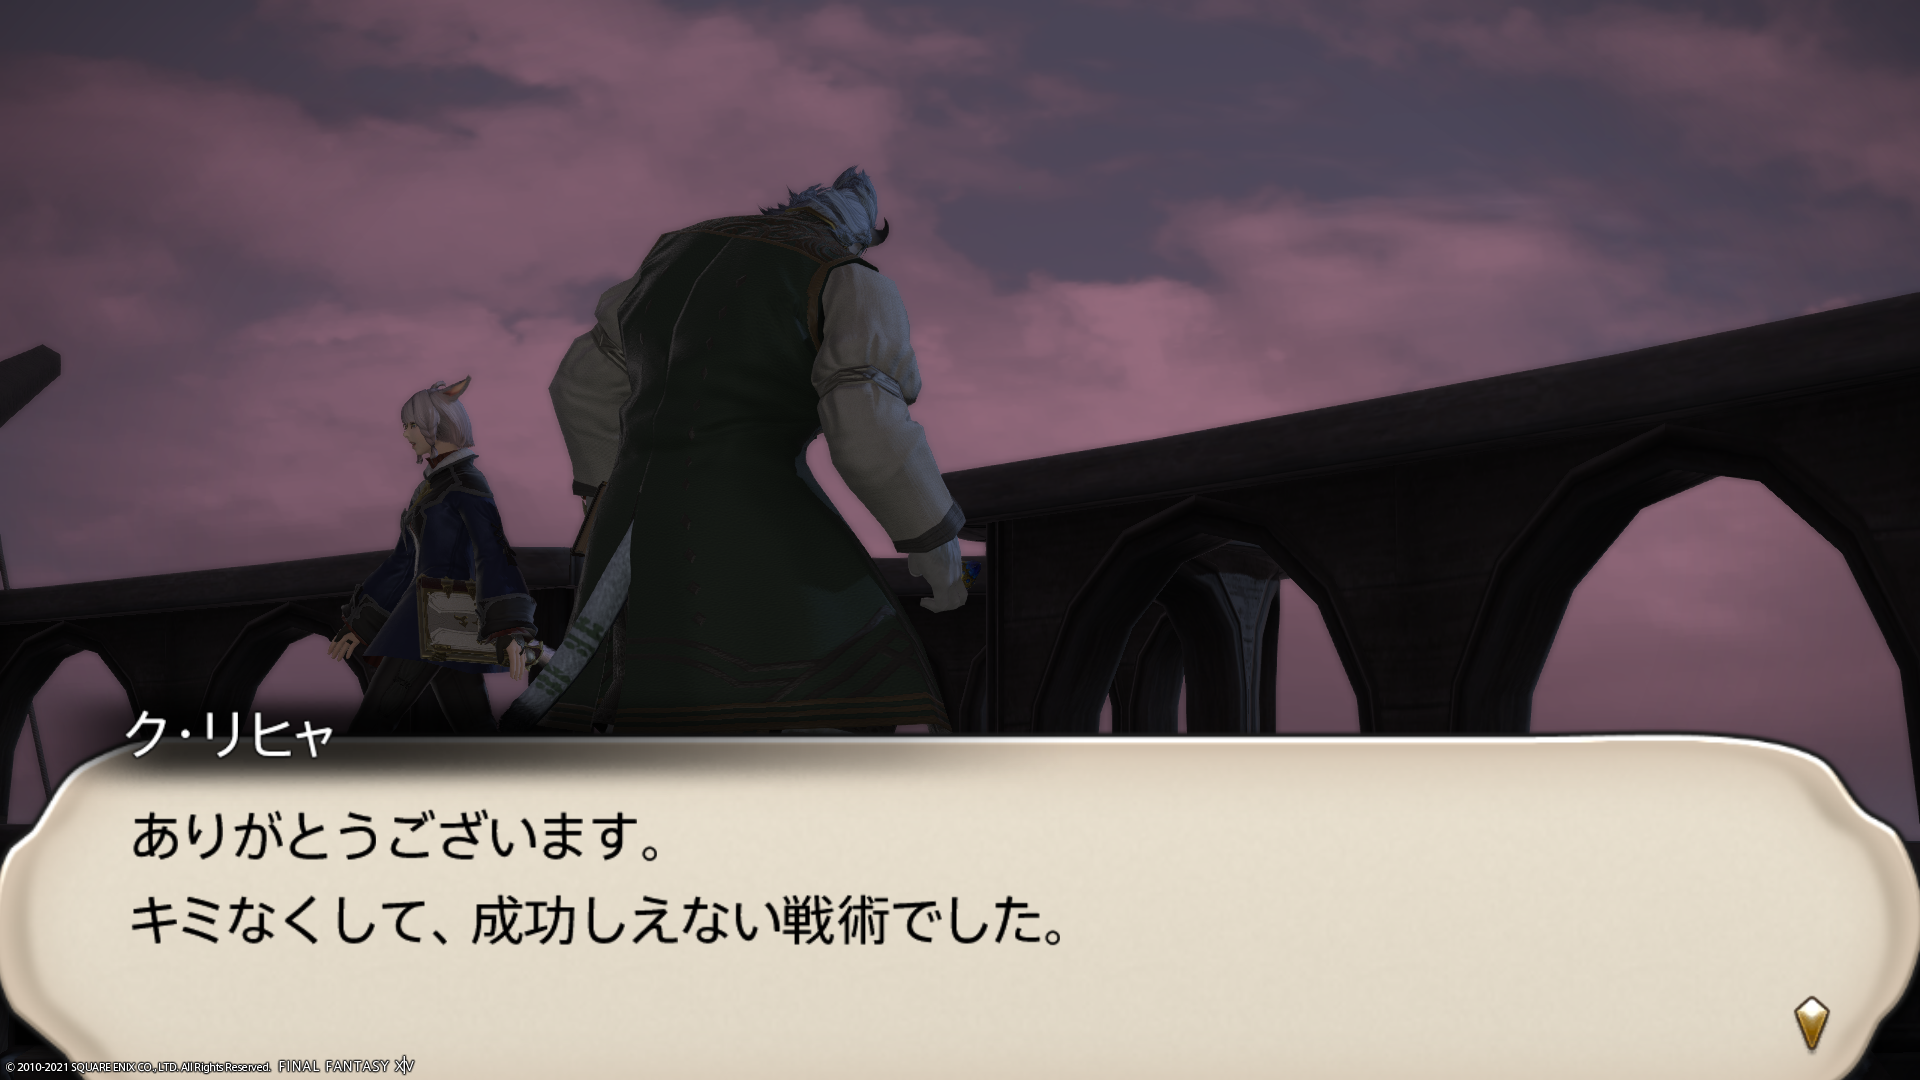 ク・リヒャ
ありがとうございます。
キミなくして、成功しえない戦術でした。
© 2010-2021 SQUARE ENIX CO., LTD. All Rights Reserved. FINAL FANTASY XIV